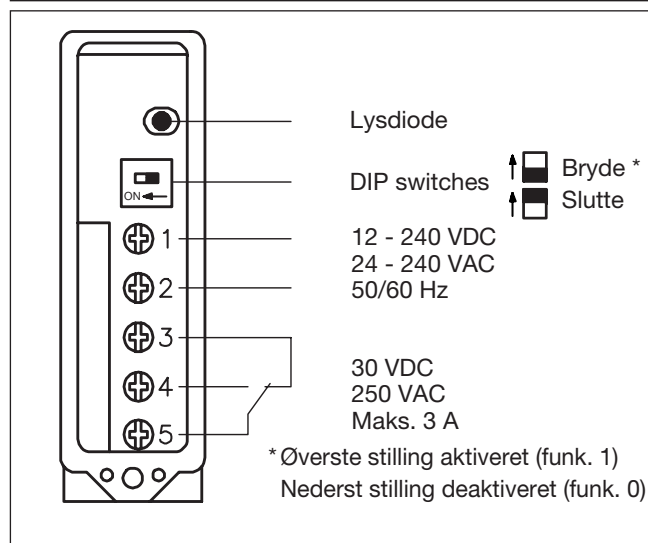 Lysdiode
ON
DIP switches
Bryde *
Slutte
1
12 - 240 VDC
24 - 240 VAC
2
50/60 Hz
3
30 VDC
4
250 VAC
Maks. 3 A
5
* Øverste stilling aktiveret (funk. 1)
Nederst stilling deaktiveret (funk. 0)